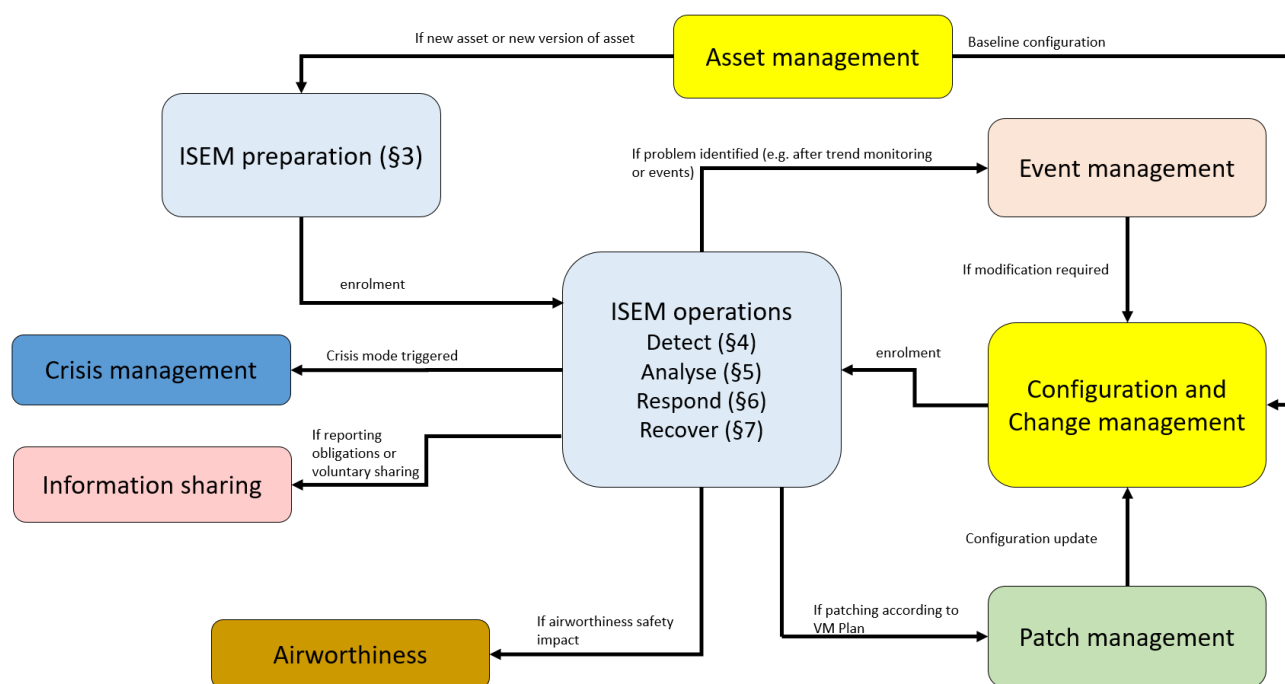 If new asset or new version of asset
Asset management
Baseline configuration
ISEM preparation (§3)
If problem identified (e.g. after trend monitoring
or events)
Event management
If modification required
enrolment
ISEM operations
Detect (§4)
Analyse (§5)
Respond (§6)
Recover (§7)
enrolment
Configuration and
Change management
Crisis management
Crisis mode triggered
If reporting
obligations or
voluntary sharing
Information sharing
Configuration update
If airworthiness safety
impact
Airworthiness
If patching according to
VM Plan
Patch management